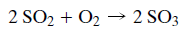 2 SO₂ + O₂ → 2 SO₃